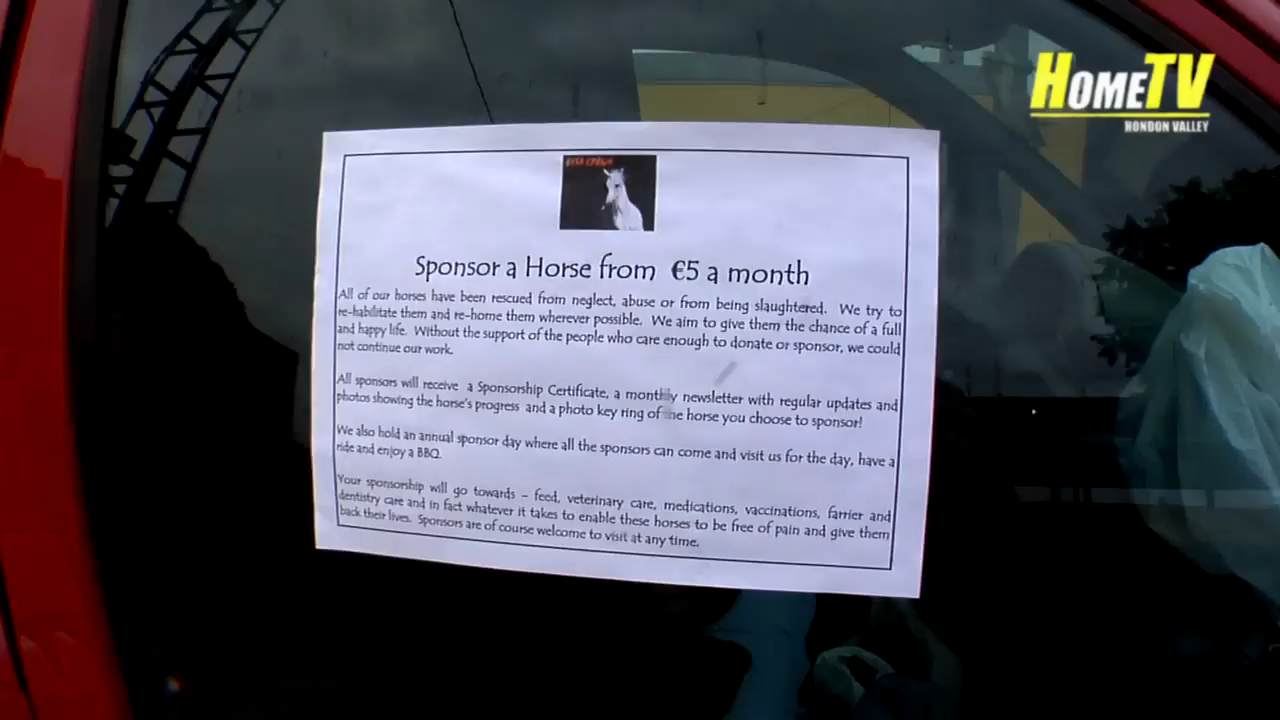 HOMETV
HONDON VALLEY
Sponsor a Horse from €5 a month
All of our horses have been rescued from neglect, abuse or from being slaughtered. We try to
re-habilitate them and re-home them wherever possible. We aim to give them the chance of a full
and happy life. Without the support of the people who care enough to donate or sponsor, we could
not continue our work.
All sponsors will receive a Sponsorship Certificate, a monthly newsletter with regular updates and
photos showing the horse's progress and a photo key ring of the horse you choose to sponsor!
We also hold an annual sponsor day where all the sponsors can come and visit us for the day, have a
ride and enjoy a BBQ.
Your sponsorship will go towards – feed, veterinary care, medications, vaccinations, farrier and
dentistry care and in fact whatever it takes to enable these horses to be free of pain and give them
back their lives. Sponsors are of course welcome to visit at any time.